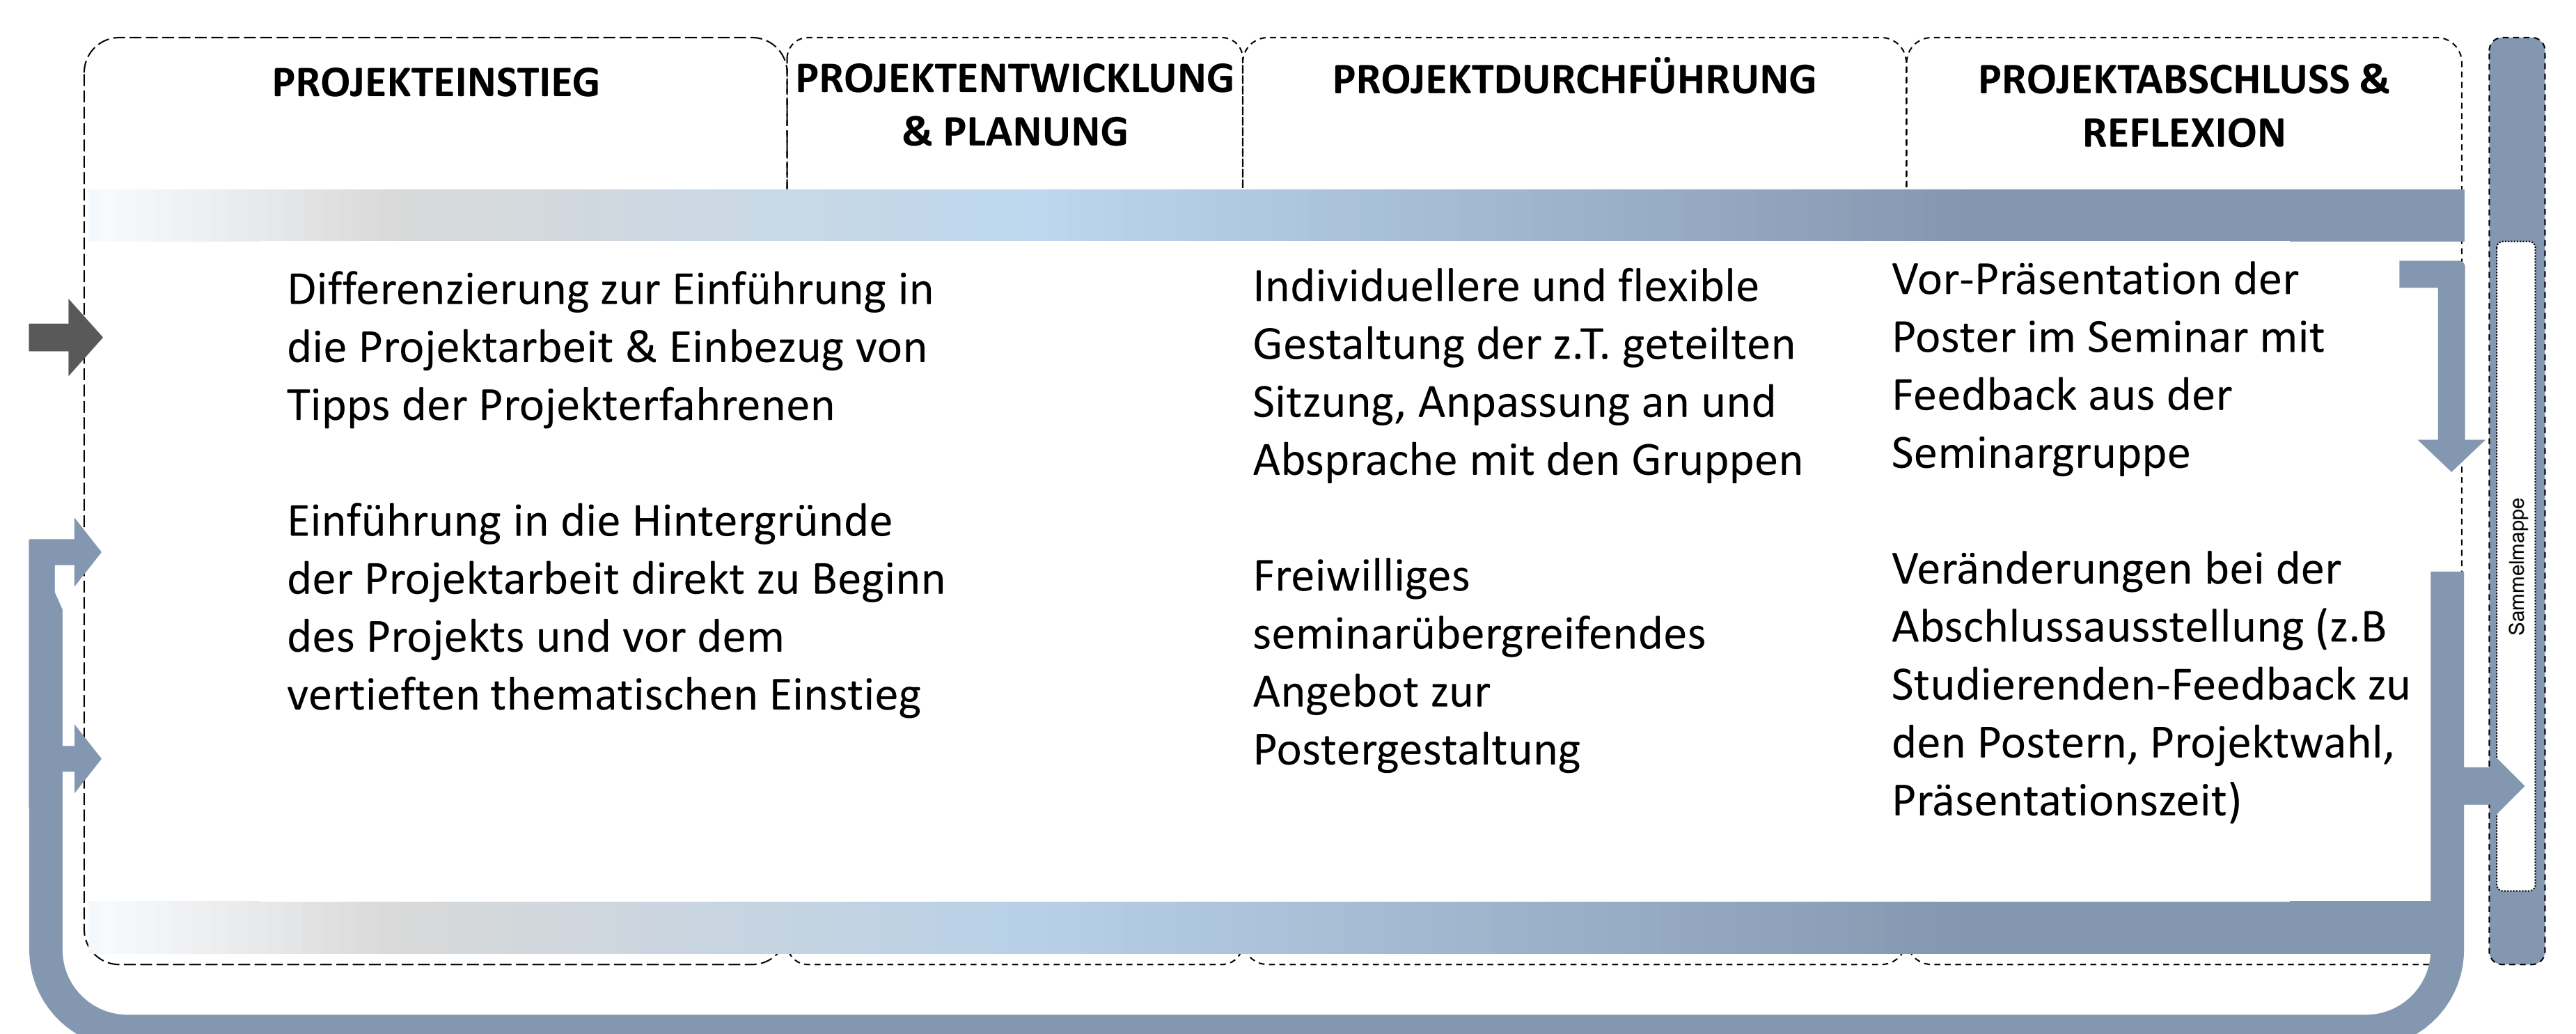 PROJEKTEINSTIEG
PROJEKTENTWICKLUNG
& PLANUNG
PROJEKTDURCHFÜHRUNG
PROJEKTABSCHLUSS &
REFLEXION
Differenzierung zur Einführung in
die Projektarbeit & Einbezug von
Tipps der Projekterfahrenen
Einführung in die Hintergründe
der Projektarbeit direkt zu Beginn
des Projekts und vor dem
vertieften thematischen Einstieg
Individuellere und flexible
Gestaltung der z.T. geteilten
Sitzung, Anpassung an und
Absprache mit den Gruppen
Freiwilliges
seminarübergreifendes
Angebot zur
Postergestaltung
Vor-Präsentation der
Poster im Seminar mit
Feedback aus der
Seminargruppe
Veränderungen bei der
Abschlussausstellung (z.B
Studierenden-Feedback zu
den Postern, Projektwahl,
Präsentationszeit)
Sammelmappe